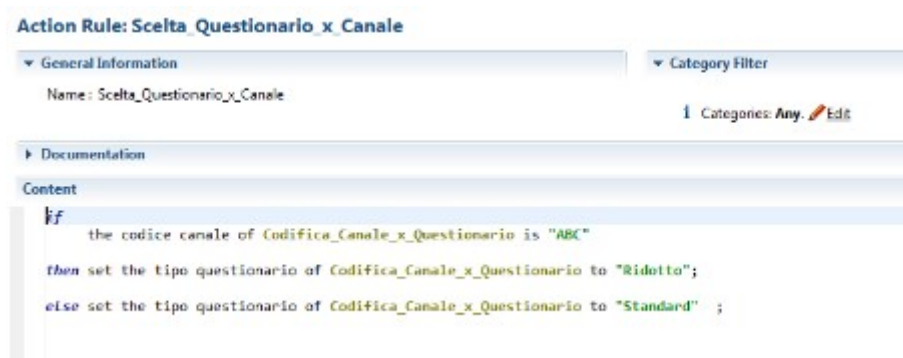 Action Rule: Scelta_Questionario_x_Canale
General Information
Category Filter
Name : Scelta_Questionario_x_Canale
i Categories: Any. Edit
Documentation
Content
if
the codice canale of Codifica_Canale_x_Questionario is "ABC"
then set the tipo questionario of Codifica_Canale_x_Questionario to "Ridotto";
else set the tipo questionario of Codifica_Canale_x_Questionario to "Standard" ;